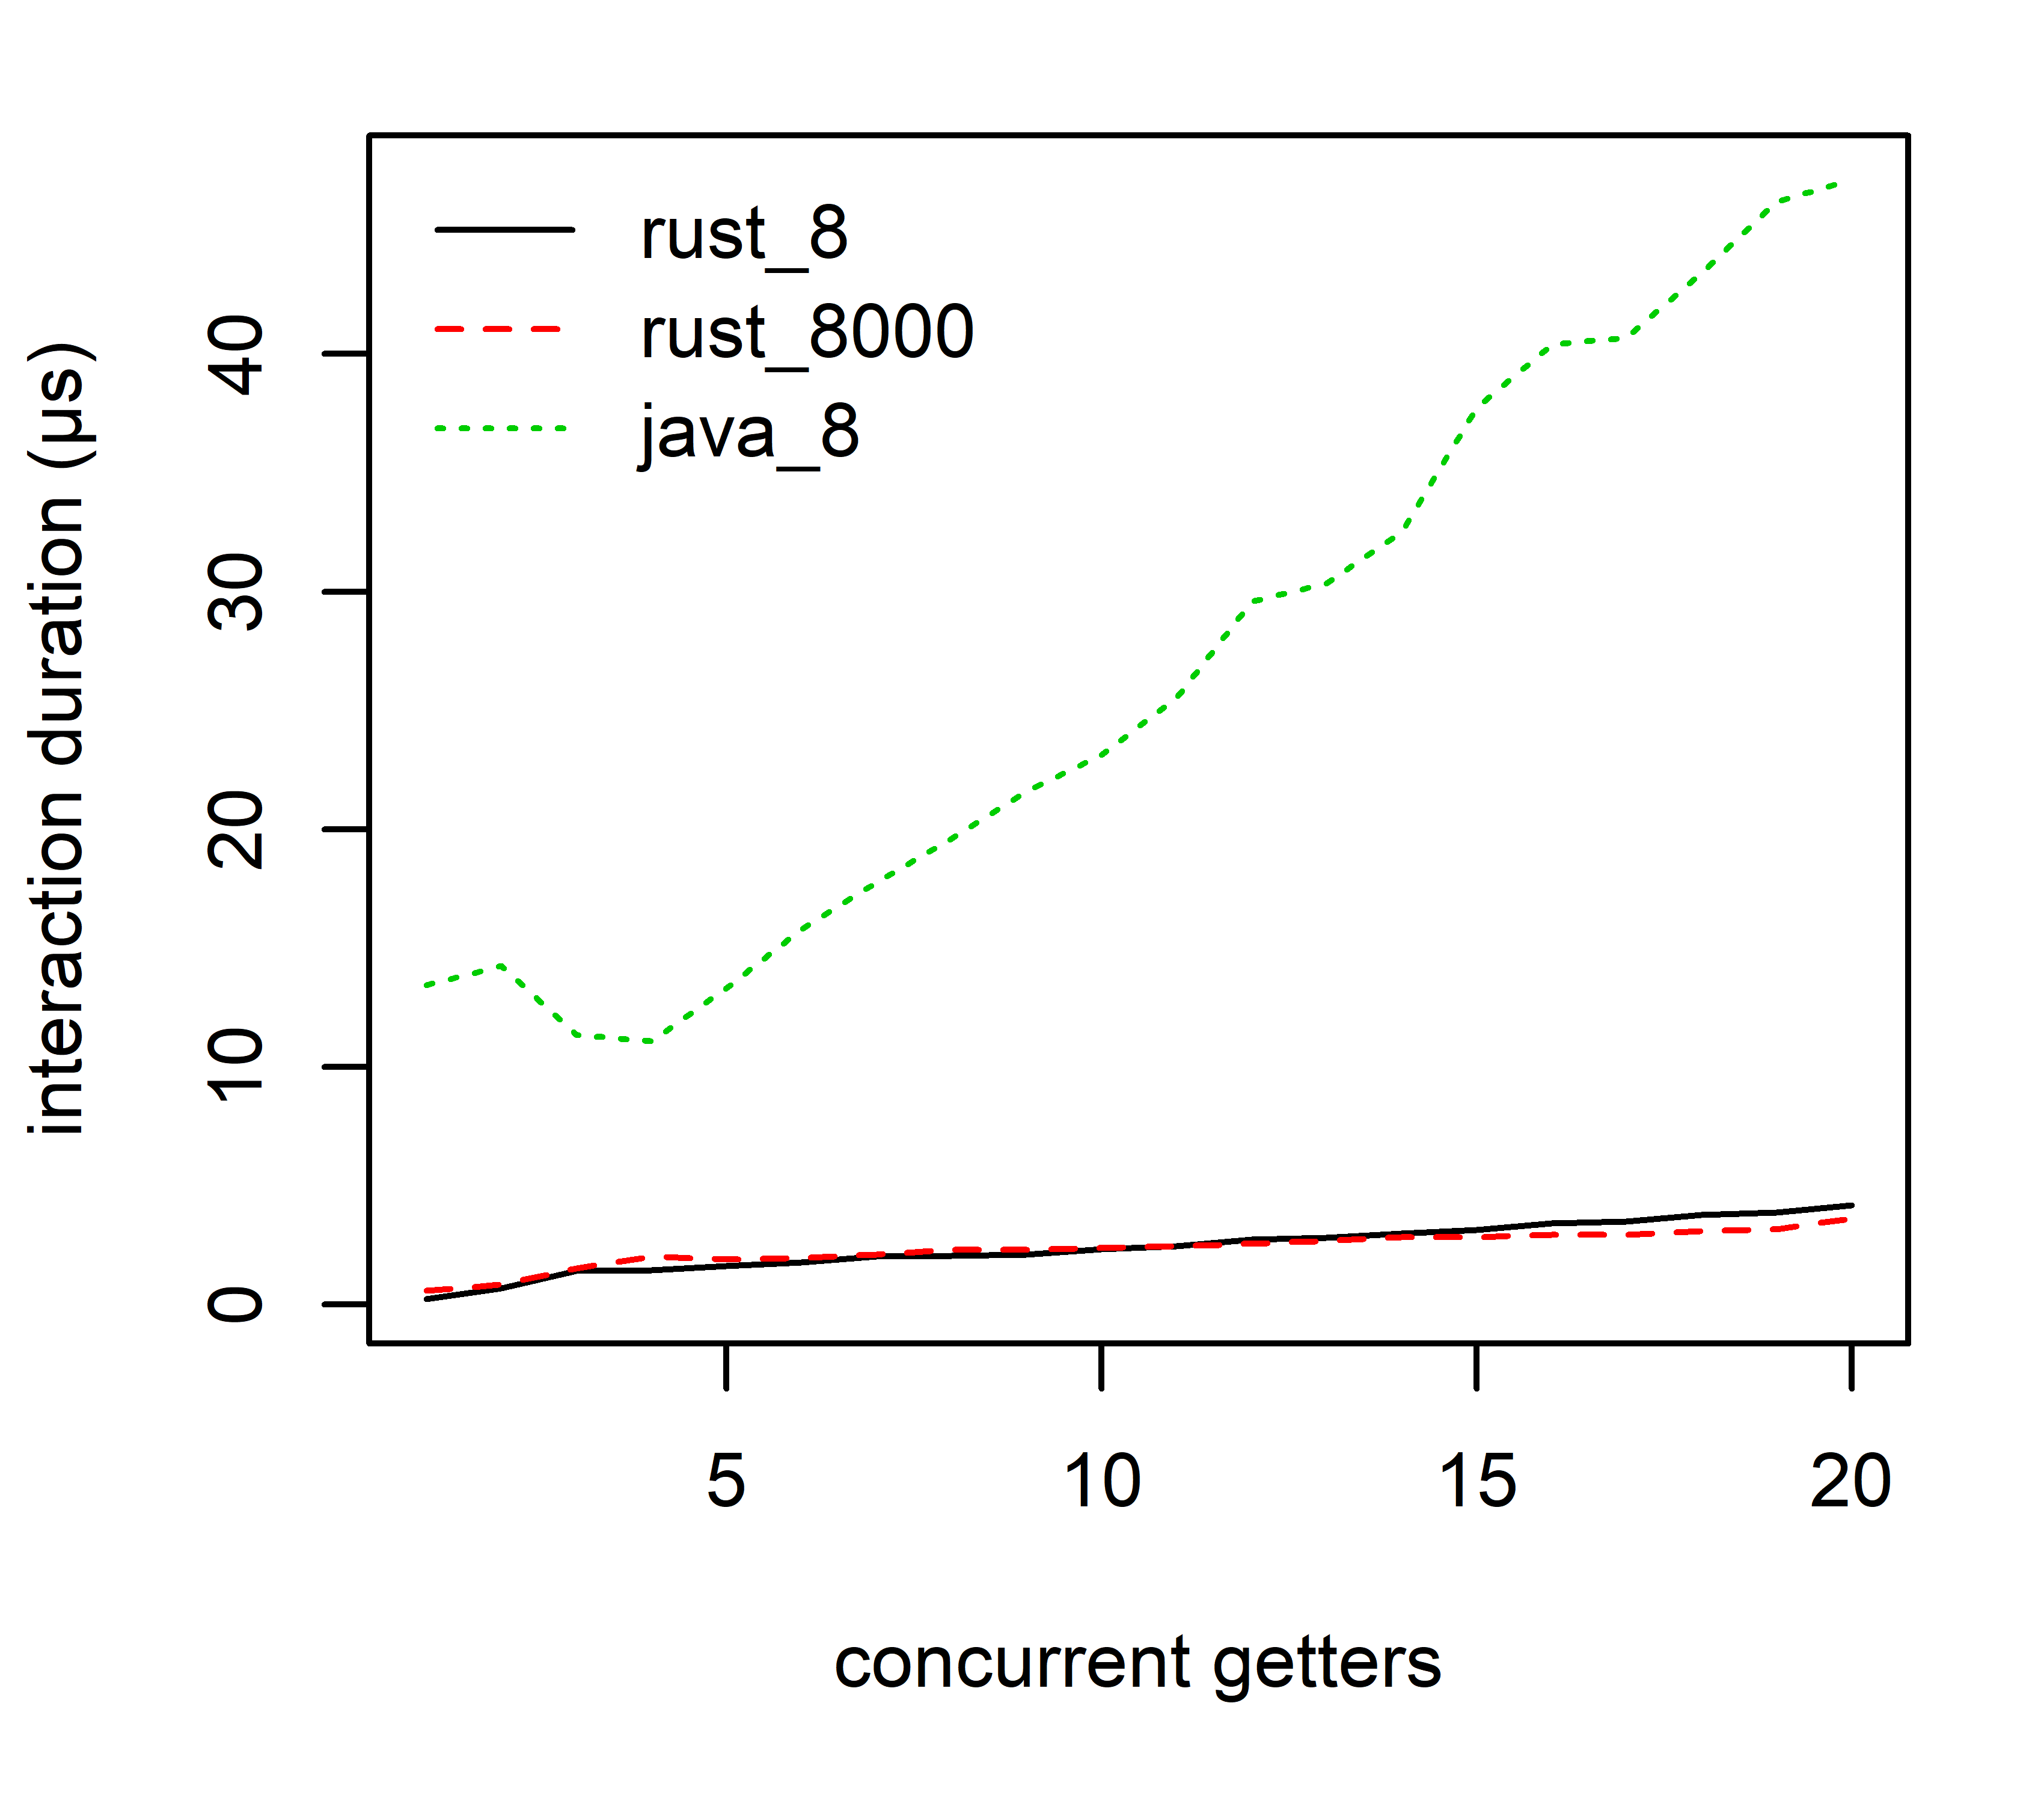 rust_8
rust_8000
java_8
interaction duration (µs)
40
30
20
10
0
5 10 15 20
concurrent getters